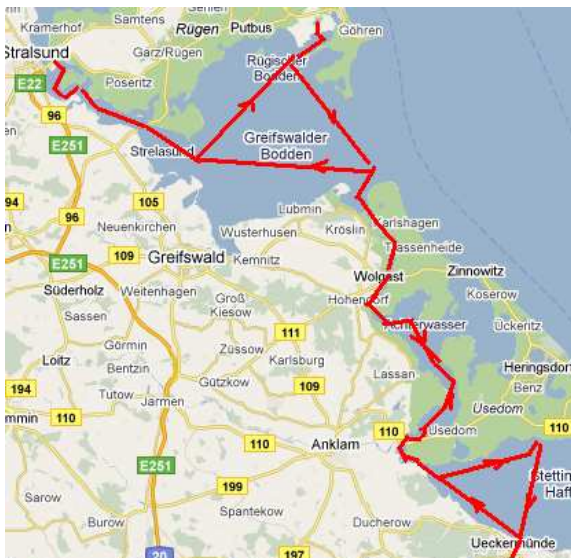 Kramerhof
Samtens
Rügen
Putbus
Göhren
Stralsund
Garz/Rügen
Rügischer
Bodden
E22
Poseritz
96
Greifswalder
Bodden
E251
Strelasund
94
105
Lubmin
Karlshagen
96
Neuenkirchen
Wusterhusen
Kröslin
Trassenheide
109
Greifswald
Kemnitz
Wolgast
Zinnowitz
E251
Süderholz
Weitenhagen
Hohendorf
Koserow
Sassen
Groß
Kiesow
111
Achterwasser
Ückeritz
Görmin
Züssow
Karlsburg
Loitz
Bentzin
Heringsdorf
194
Gützkow
109
Lassan
Benz
Tutow
Jarmen
Usedom
110
mmin
110
110
Anklam
110
Usedom
E251
199
Stettin
Haff
Sarow
Burow
Spantekow
Ducherow
20
197
Ueckermünde